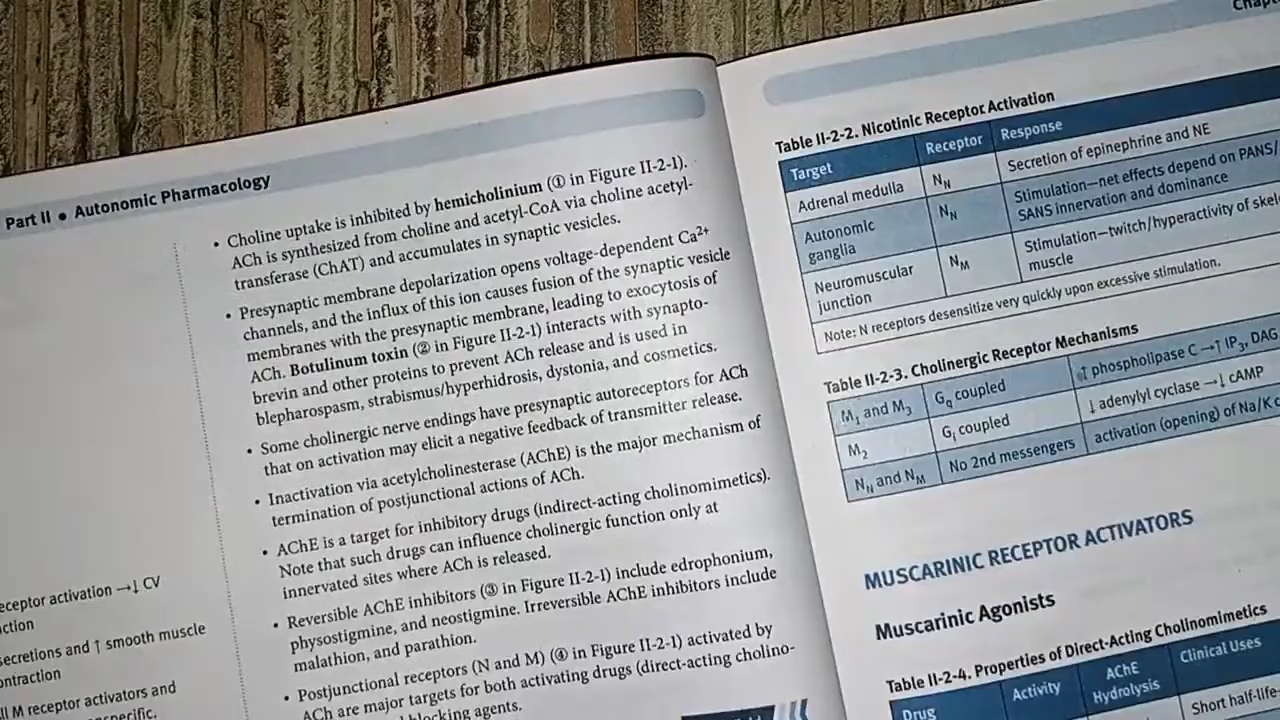 Part II • Autonomic Pharmacology
• Choline uptake is inhibited by hemicholinium (① in Figure II-2-1).
ACh is synthesized from choline and acetyl-CoA via choline acetyl-
transferase (ChAT) and accumulates in synaptic vesicles.
• Presynaptic membrane depolarization opens voltage-dependent Ca²⁺
channels, and the influx of this ion causes fusion of the synaptic vesicle
membranes with the presynaptic membrane, leading to exocytosis of
ACh. Botulinum toxin (② in Figure II-2-1) interacts with synapto-
brevin and other proteins to prevent ACh release and is used in
blepharospasm, strabismus/hyperhidrosis, dystonia, and cosmetics.
• Some cholinergic nerve endings have presynaptic autoreceptors for ACh
that on activation may elicit a negative feedback of transmitter release.
• Inactivation via acetylcholinesterase (AChE) is the major mechanism of
termination of postjunctional actions of ACh.
• AChE is a target for inhibitory drugs (indirect-acting cholinomimetics).
Note that such drugs can influence cholinergic function only at
innervated sites where ACh is released.
• Reversible AChE inhibitors (③ in Figure II-2-1) include edrophonium,
physostigmine, and neostigmine. Irreversible AChE inhibitors include
malathion, and parathion.
• Postjunctional receptors (N and M) (④ in Figure II-2-1) activated by
ACh are major targets for both activating drugs (direct-acting cholino-
blocking agents.
activation →↓ CV
secretions and ↑ smooth muscle
M receptor activators and
Table II-2-2. Nicotinic Receptor Activation
Target Receptor Response
Adrenal medulla N_N Secretion of epinephrine and NE
Autonomic
ganglia N_N Stimulation—net effects depend on PANS/
SANS innervation and dominance
Neuromuscular
junction N_M Stimulation—twitch/hyperactivity of
muscle
Note: N receptors desensitize very quickly upon excessive stimulation.
Table II-2-3. Cholinergic Receptor Mechanisms
M₁ and M₃ G_q coupled ↑ phospholipase C →↑ IP₃, DAG
M₂ G_i coupled ↓ adenylyl cyclase →↓ cAMP
N_N and N_M No 2nd messengers activation (opening) of Na/K
MUSCARINIC RECEPTOR ACTIVATORS
Muscarinic Agonists
Table II-2-4. Properties of Direct-Acting Cholinomimetics
Drug Activity AChE
Hydrolysis Clinical Uses
Short half-life